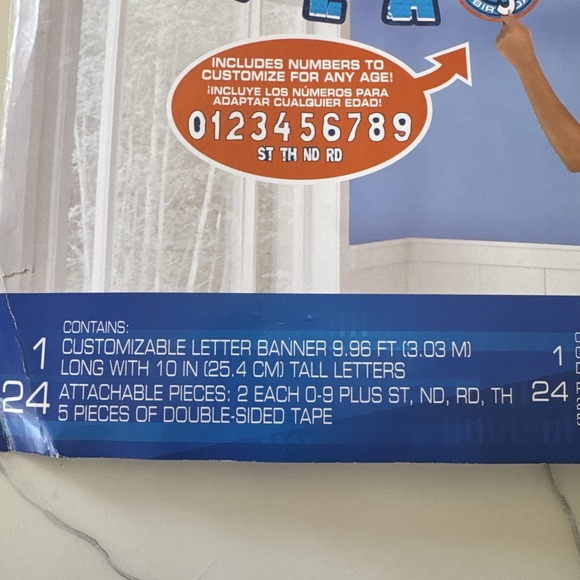 INCLUDES NUMBERS TO
CUSTOMIZE FOR ANY AGE!
¡INCLUYE LOS NÚMEROS PARA
ADAPTAR CUALQUIER EDAD!
0123456789
ST TH ND RD
CONTAINS:
1 CUSTOMIZABLE LETTER BANNER 9.96 FT (3.03 M)
LONG WITH 10 IN (25.4 CM) TALL LETTERS
24 ATTACHABLE PIECES: 2 EACH 0-9 PLUS ST, ND, RD, TH
5 PIECES OF DOUBLE-SIDED TAPE
1
24